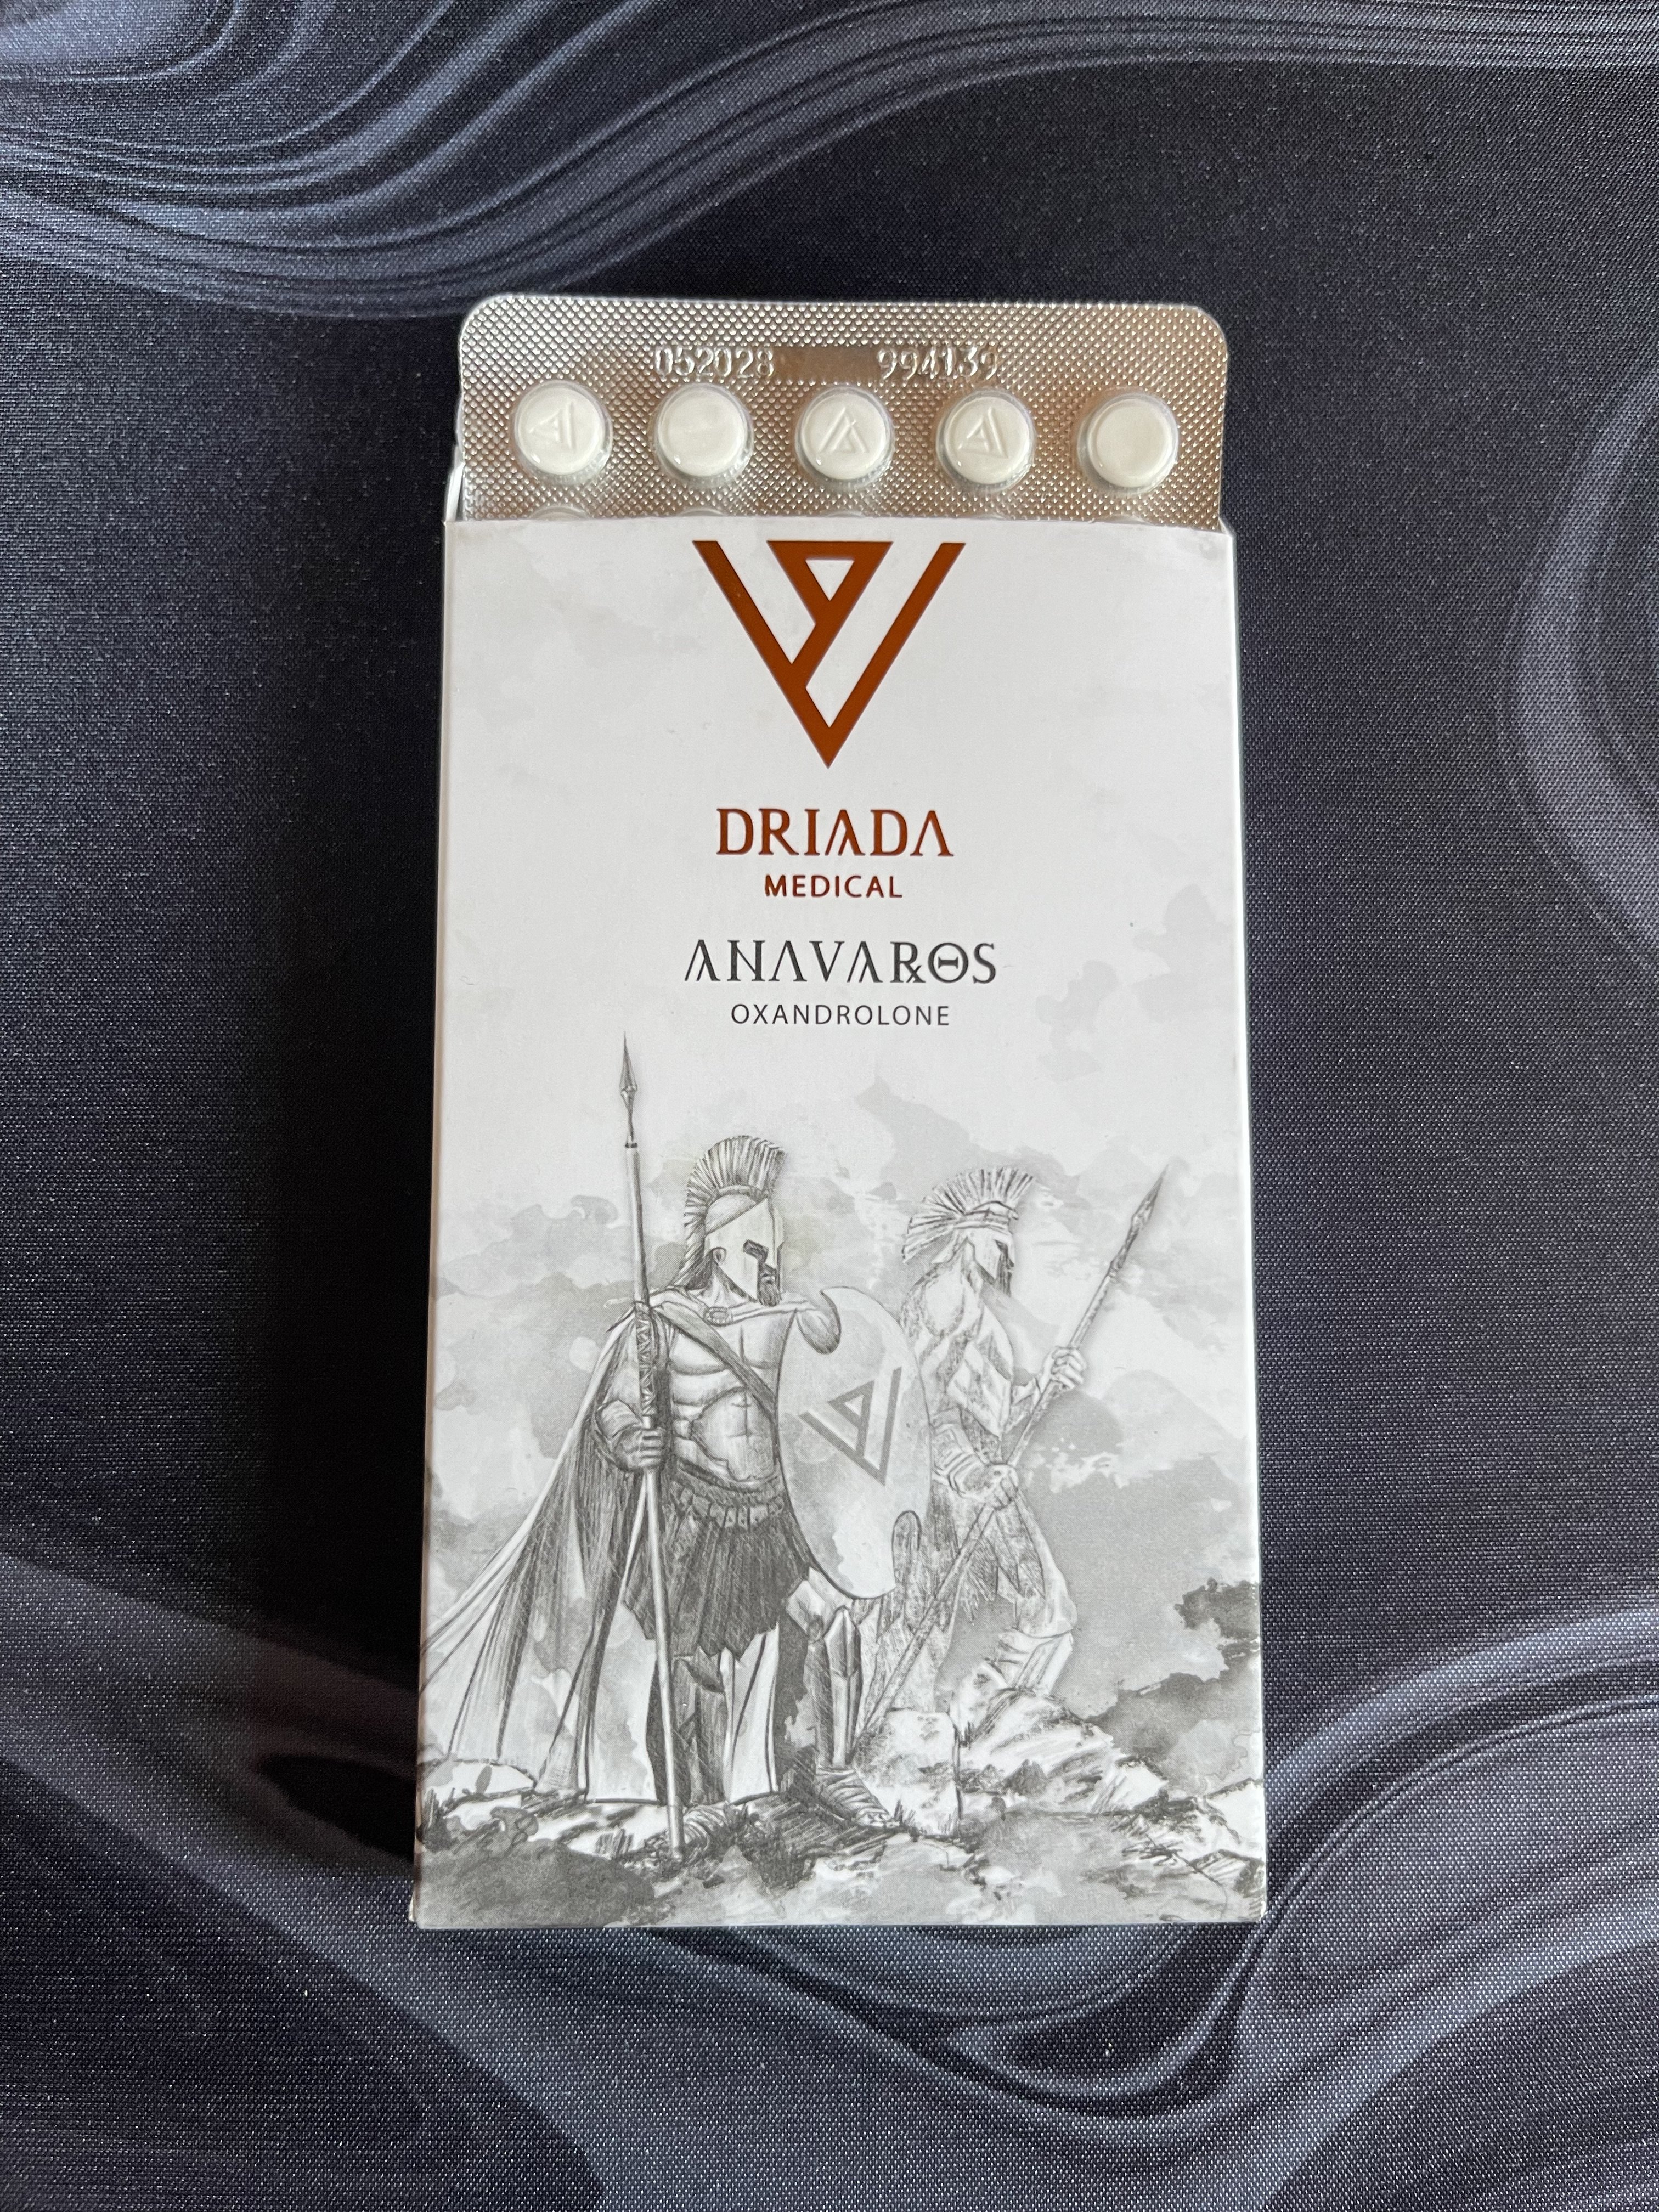 052028 994139
DRIADA
MEDICAL
ANAVAROS
OXANDROLONE